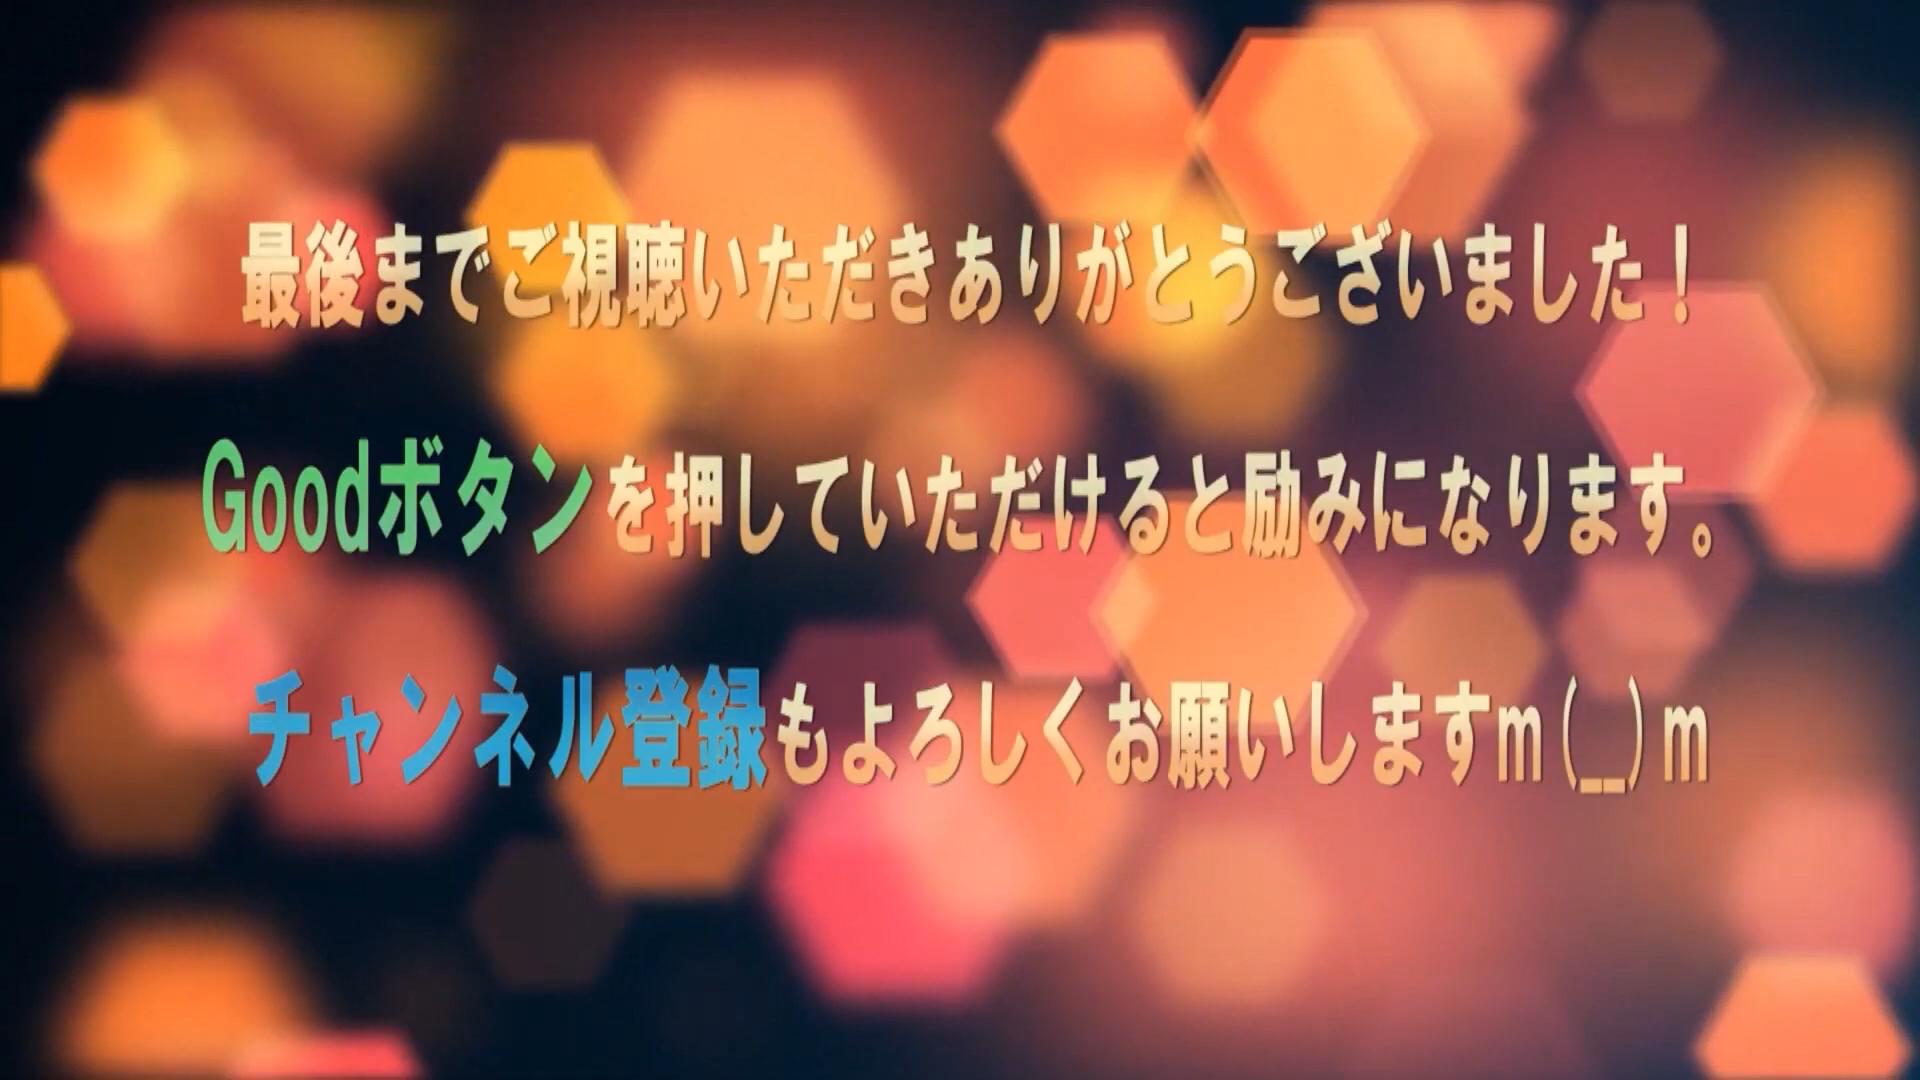 最後までご視聴いただきありがとうございました！
Goodボタンを押していただけると励みになります。
チャンネル登録もよろしくお願いしますm(__)m